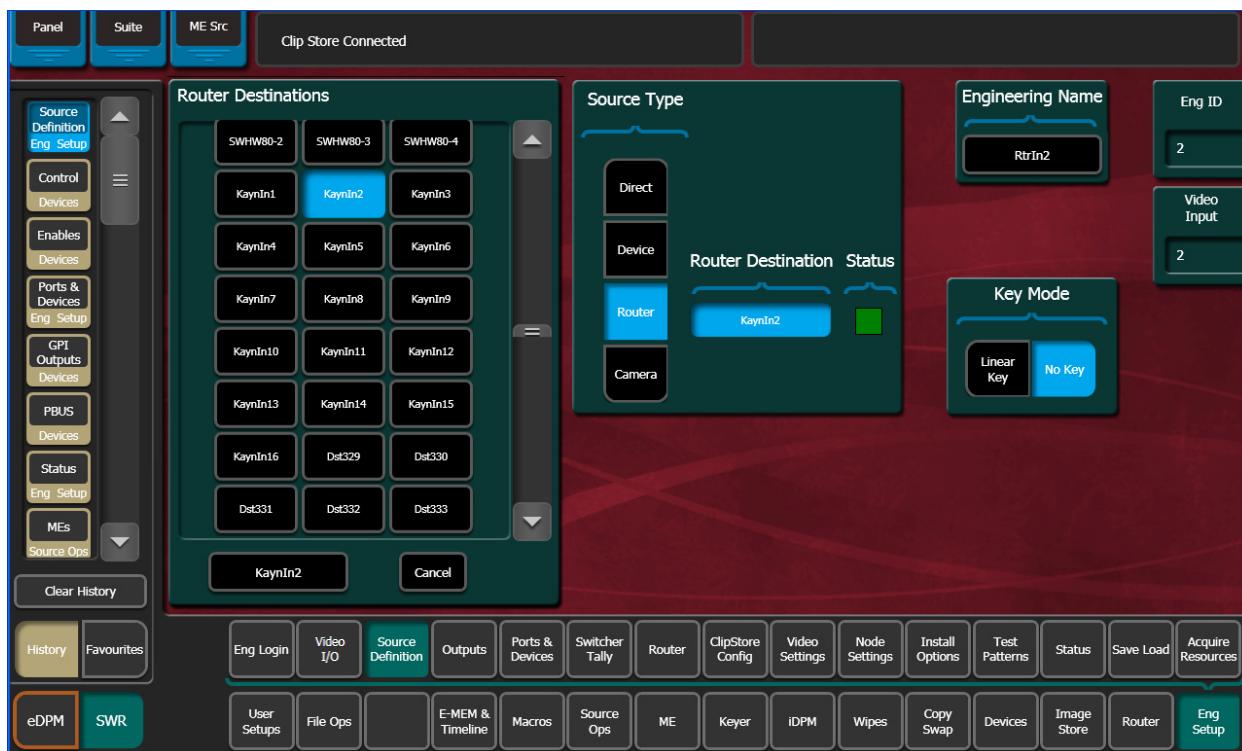 Panel
Suite
ME Src
Clip Store Connected
Source
Definition
Eng Setup
Control
Devices
Enables
Devices
Ports &
Devices
Eng Setup
GPI
Outputs
Devices
PBUS
Devices
Status
Eng Setup
MEs
Source Ops
Clear History
History
Favourites
eDPM
SWR
Router Destinations
SWHW80-2
SWHW80-3
SWHW80-4
KaynIn1
KaynIn2
KaynIn3
KaynIn4
KaynIn5
KaynIn6
KaynIn7
KaynIn8
KaynIn9
KaynIn10
KaynIn11
KaynIn12
KaynIn13
KaynIn14
KaynIn15
KaynIn16
Dst329
Dst330
Dst331
Dst332
Dst333
KaynIn2
Cancel
Source Type
Direct
Device
Router
Camera
Router Destination
KaynIn2
Status
Engineering Name
RtrIn2
Eng ID
2
Video
Input
2
Key Mode
Linear
Key
No Key
Eng Login
Video
I/O
Source
Definition
Outputs
Ports &
Devices
Switcher
Tally
Router
ClipStore
Config
Video
Settings
Node
Settings
Install
Options
Test
Patterns
Status
Save Load
Acquire
Resources
User
Setups
File Ops
E-MEM &
Timeline
Macros
Source
Ops
ME
Keyer
iDPM
Wipes
Copy
Swap
Devices
Image
Store
Router
Eng
Setup